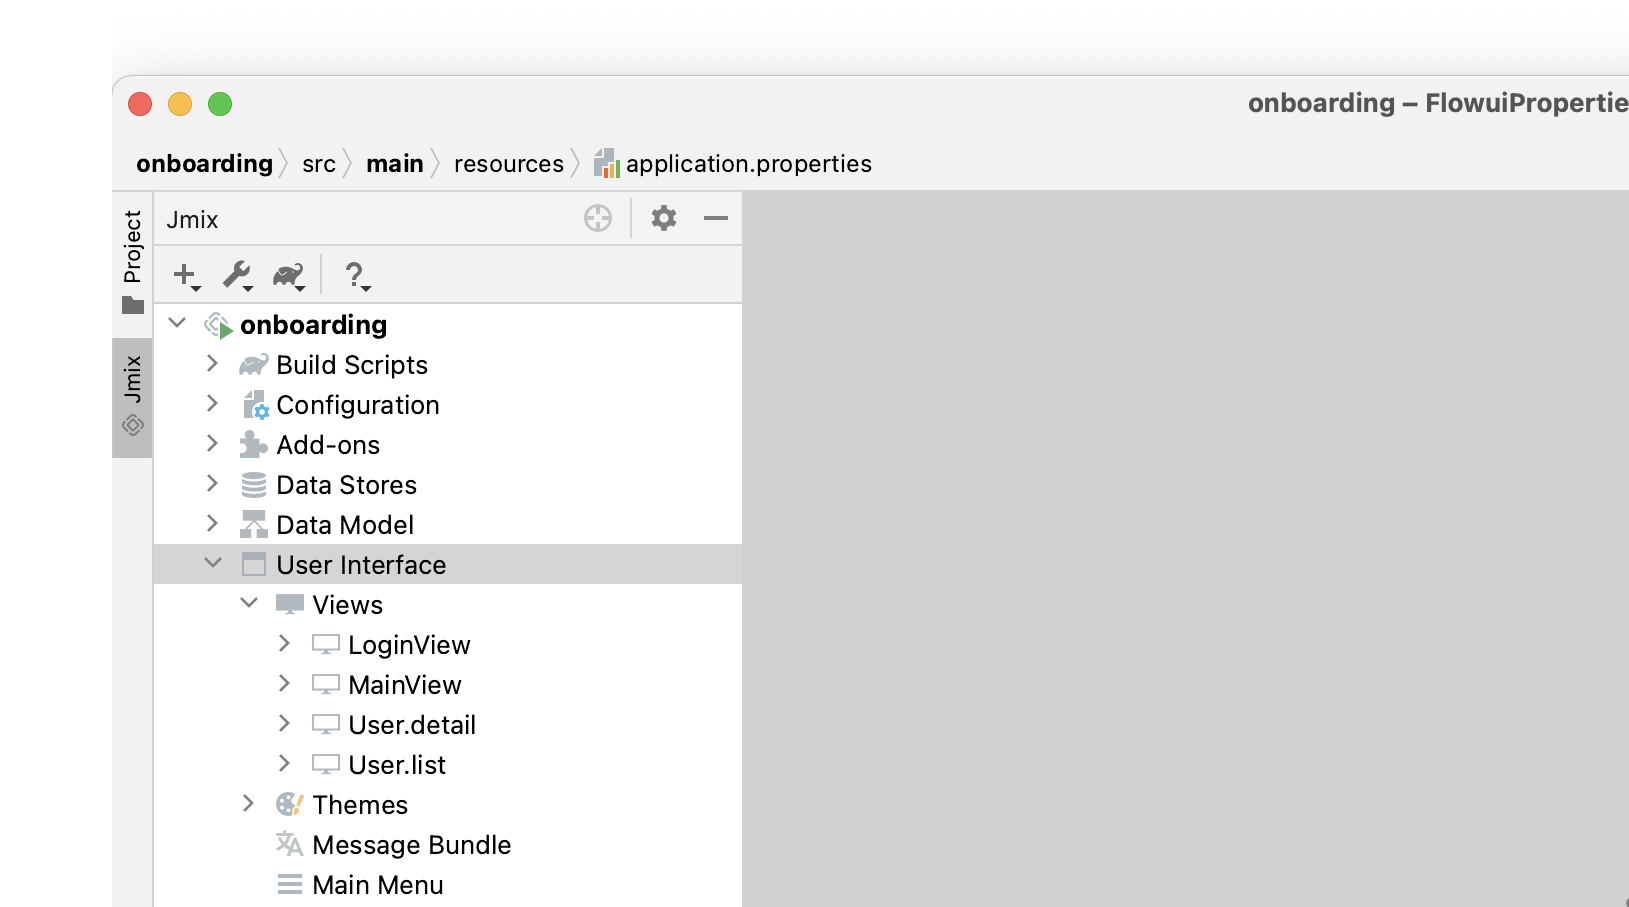 onboarding – FlowuiPropertie
onboarding src main resources application.properties
Project
Jmix
Jmix
?
onboarding
Build Scripts
Configuration
Add-ons
Data Stores
Data Model
User Interface
Views
LoginView
MainView
User.detail
User.list
Themes
Message Bundle
Main Menu